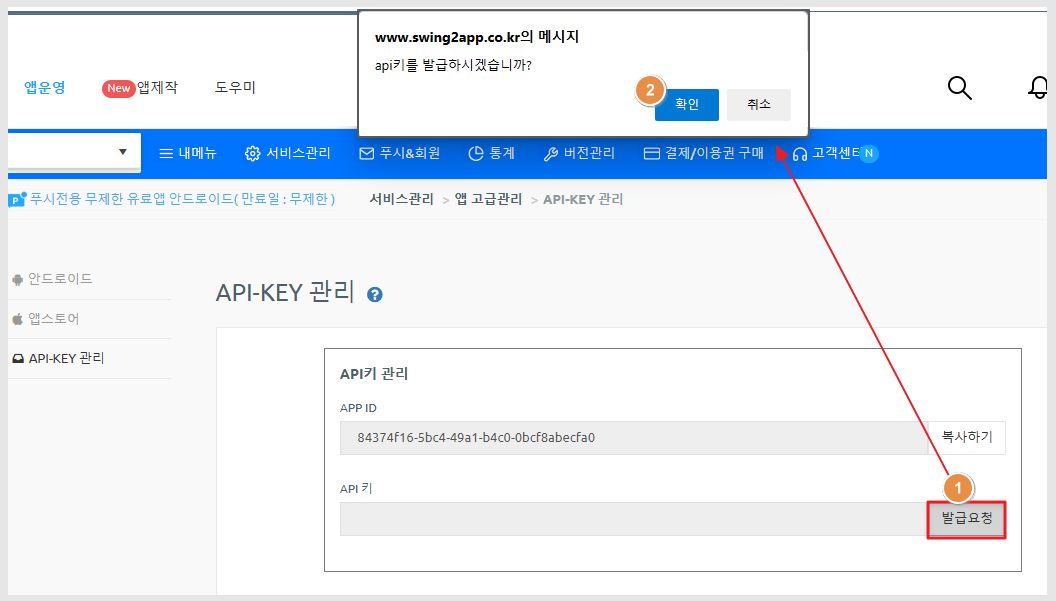 www.swing2app.co.kr의 메시지
api키를 발급하시겠습니까?
2
확인
취소
앱운영
New 앱제작
도우미
내메뉴
서비스관리
푸시&회원
통계
버전관리
결제/이용권 구매
고객센터 N
P 푸시전용 무제한 유료앱 안드로이드( 만료일 : 무제한 )
서비스관리 > 앱 고급관리 > API-KEY 관리
안드로이드
앱스토어
API-KEY 관리
API-KEY 관리 ?
API키 관리
APP ID
84374f16-5bc4-49a1-b4c0-0bcf8abecfa0
복사하기
API 키
1
발급요청